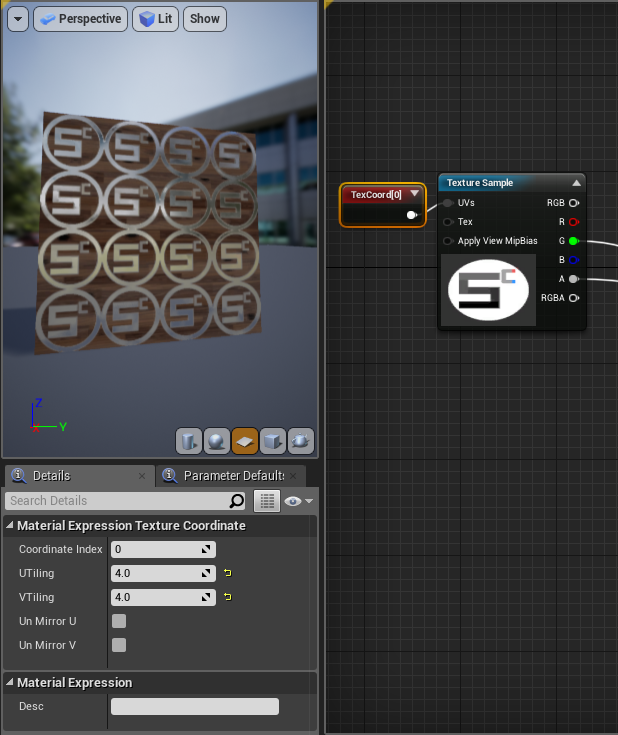 Perspective Lit Show
Z
Y
TexCoord[0]
Texture Sample
UVs RGB
Tex R
Apply View MipBias G
B
A
RGBA
SC
Details × Parameter Defaults ×
Search Details
Material Expression Texture Coordinate
Coordinate Index 0
UTiling 4.0
VTiling 4.0
Un Mirror U
Un Mirror V
Material Expression
Desc